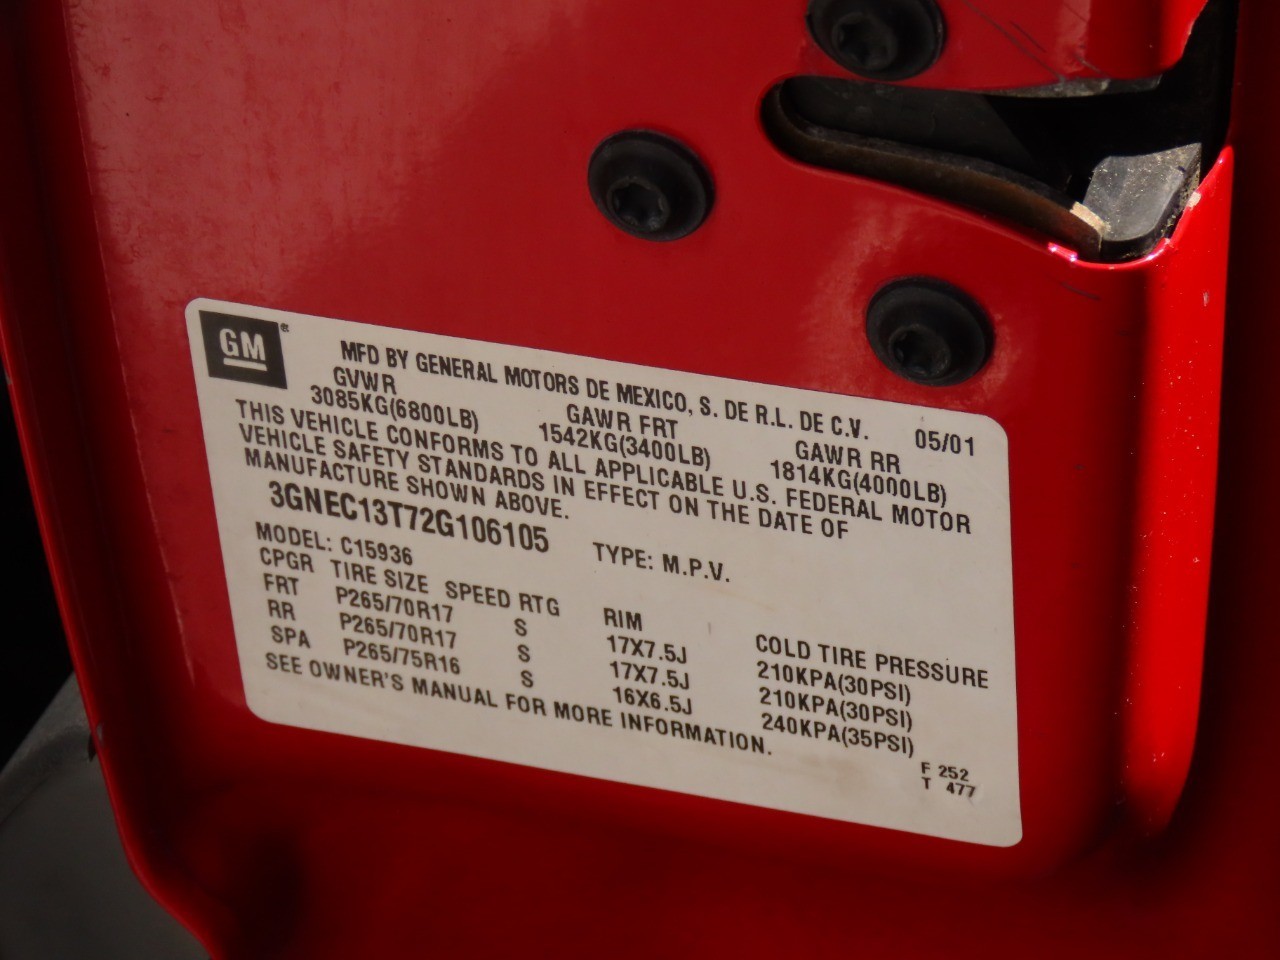 GM®
MFD BY GENERAL MOTORS DE MEXICO, S. DE R.L. DE C.V. 05/01
GVWR GAWR FRT GAWR RR
3085KG(6800LB) 1542KG(3400LB) 1814KG(4000LB)
THIS VEHICLE CONFORMS TO ALL APPLICABLE U.S. FEDERAL MOTOR
VEHICLE SAFETY STANDARDS IN EFFECT ON THE DATE OF
MANUFACTURE SHOWN ABOVE.
3GNEC13T72G106105 TYPE: M.P.V.
MODEL: C15936
CPGR TIRE SIZE SPEED RTG RIM COLD TIRE PRESSURE
FRT P265/70R17 S 17X7.5J 210KPA(30PSI)
RR P265/70R17 S 17X7.5J 210KPA(30PSI)
SPA P265/75R16 S 16X6.5J 240KPA(35PSI)
SEE OWNER'S MANUAL FOR MORE INFORMATION.
F 252
T 477